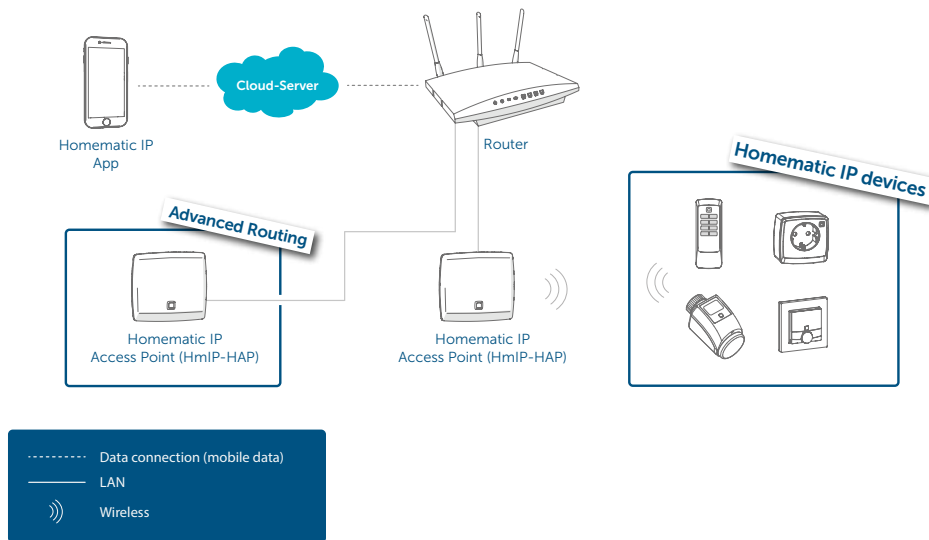 Cloud-Server
Homematic IP
App
Router
Homematic IP devices
Advanced Routing
Homematic IP
Access Point (HmIP-HAP)
Homematic IP
Access Point (HmIP-HAP)
Data connection (mobile data)
LAN
Wireless